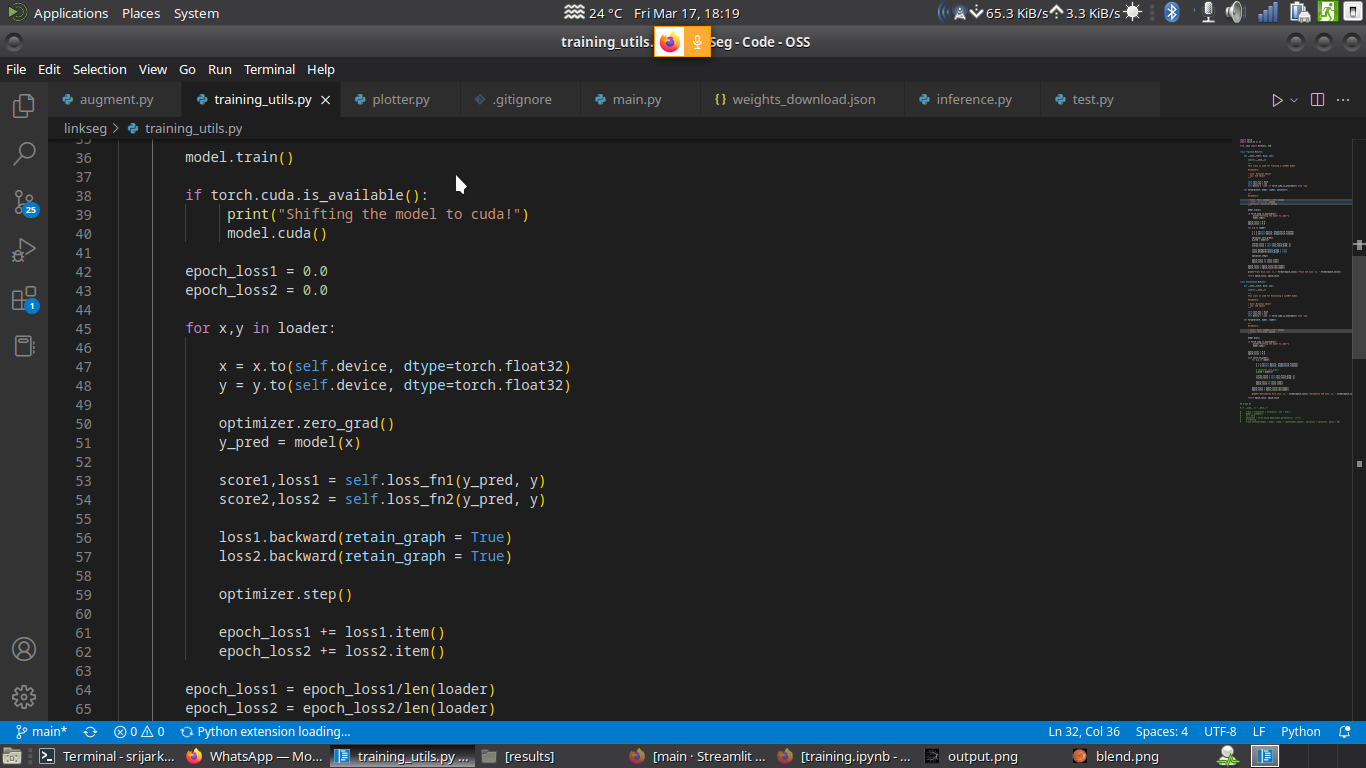 Applications Places System 24 °C Fri Mar 17, 18:19 65.3 KiB/s 3.3 KiB/s
training_utils. Seg - Code - OSS
File Edit Selection View Go Run Terminal Help
augment.py training_utils.py plotter.py .gitignore main.py {} weights_download.json inference.py test.py
linkseg > training_utils.py
35
36 model.train()
37
38 if torch.cuda.is_available():
39 print("Shifting the model to cuda!")
40 model.cuda()
41
42 epoch_loss1 = 0.0
43 epoch_loss2 = 0.0
44
45 for x,y in loader:
46
47 x = x.to(self.device, dtype=torch.float32)
48 y = y.to(self.device, dtype=torch.float32)
49
50 optimizer.zero_grad()
51 y_pred = model(x)
52
53 score1,loss1 = self.loss_fn1(y_pred, y)
54 score2,loss2 = self.loss_fn2(y_pred, y)
55
56 loss1.backward(retain_graph = True)
57 loss2.backward(retain_graph = True)
58
59 optimizer.step()
60
61 epoch_loss1 += loss1.item()
62 epoch_loss2 += loss2.item()
63
64 epoch_loss1 = epoch_loss1/len(loader)
65 epoch_loss2 = epoch_loss2/len(loader)
25
1
main* 0 0 Python extension loading... Ln 32, Col 36 Spaces: 4 UTF-8 LF Python
Terminal - srijark... WhatsApp — Mo... training_utils.py ... [results] [main · Streamlit ... [training.ipynb - ... output.png blend.png